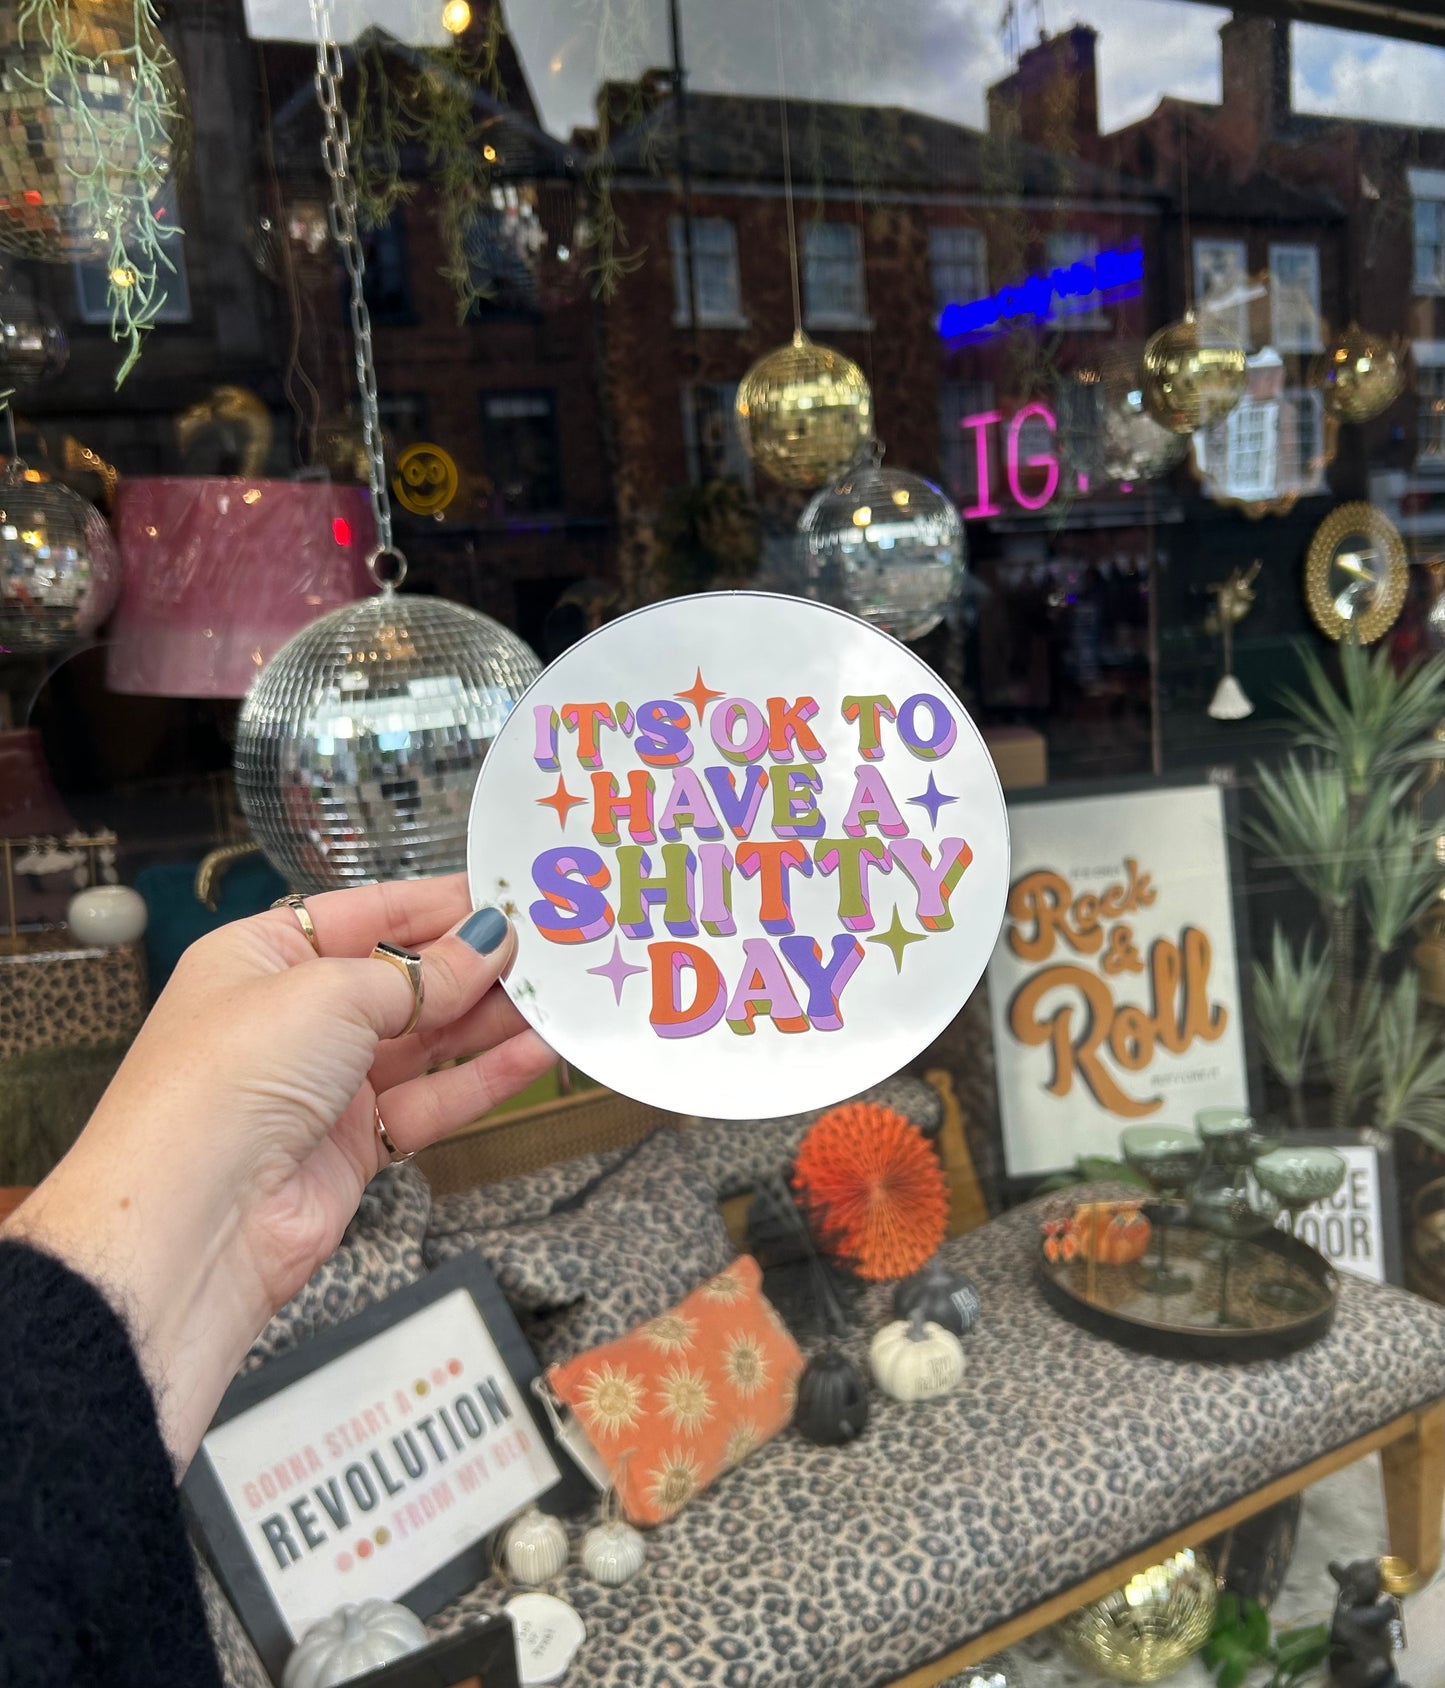 IG
IT'S OK TO
HAVE A
SHITTY
DAY
Rock
&
Roll
GONNA START A
REVOLUTION
FROM MY BED